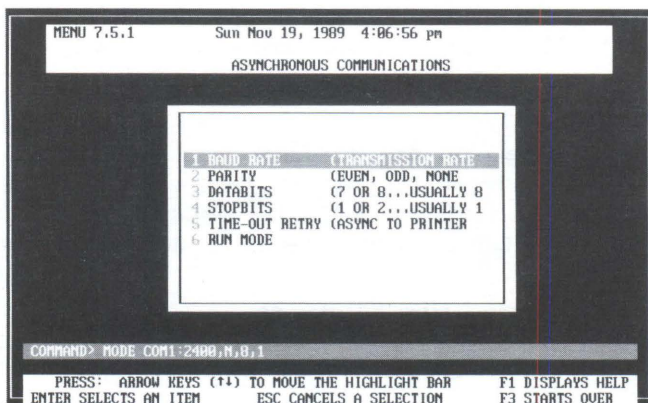 MENU 7.5.1 Sun Nov 19, 1989 4:06:56 pm
ASYNCHRONOUS COMMUNICATIONS
1 BAUD RATE (TRANSMISSION RATE
2 PARITY (EVEN, ODD, NONE
3 DATABITS (7 OR 8...USUALLY 8
4 STOPBITS (1 OR 2...USUALLY 1
5 TIME-OUT RETRY (ASYNC TO PRINTER
6 RUN MODE
COMMAND> MODE COM1:2400,N,8,1
PRESS: ARROW KEYS (↑↓) TO MOVE THE HIGHLIGHT BAR F1 DISPLAYS HELP
ENTER SELECTS AN ITEM ESC CANCELS A SELECTION F3 STARTS OVER